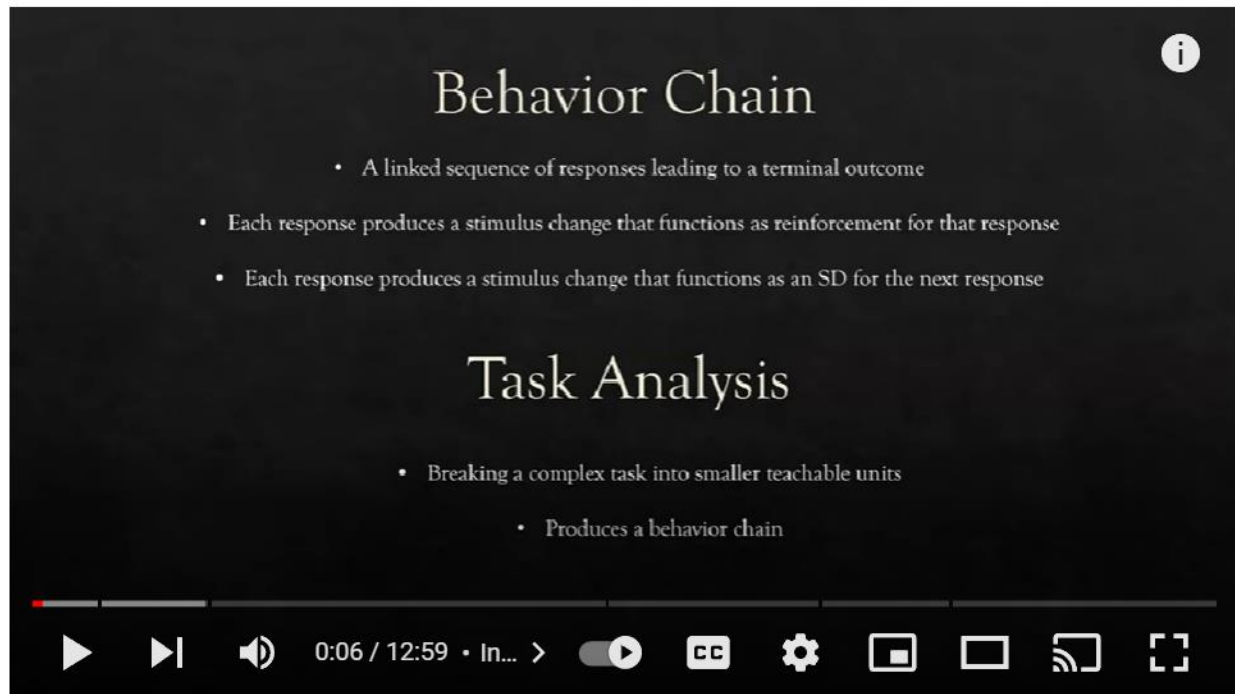 Behavior Chain
• A linked sequence of responses leading to a terminal outcome
• Each response produces a stimulus change that functions as reinforcement for that response
• Each response produces a stimulus change that functions as an SD for the next response
Task Analysis
• Breaking a complex task into smaller teachable units
• Produces a behavior chain
0:06 / 12:59 • In... > CC